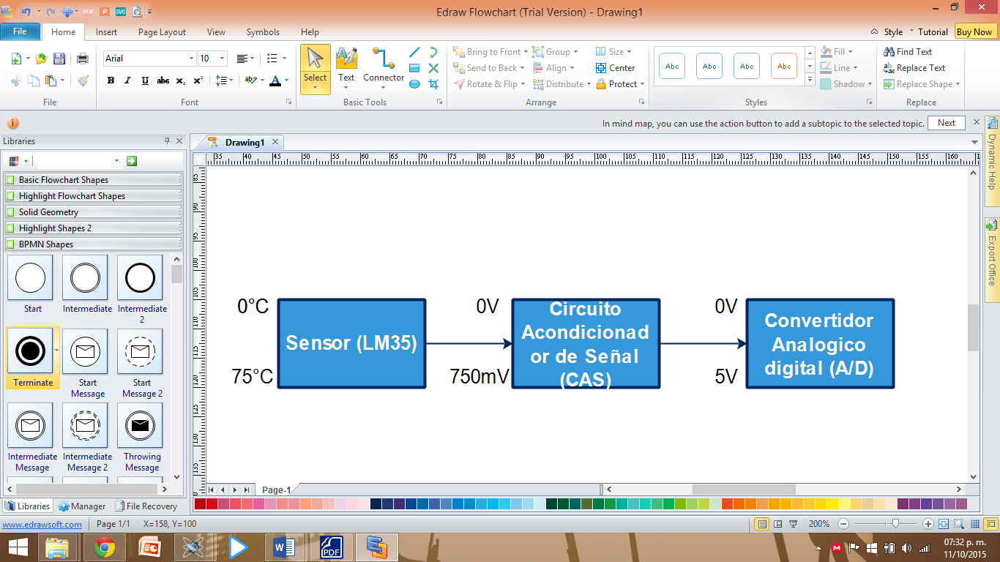 PDF P SVG
Edraw Flowchart (Trial Version) - Drawing1
File Home Insert Page Layout View Symbols Help Style Tutorial Buy Now
Arial 10
Bring to Front Group Size
Send to Back Align Center
Rotate & Flip Distribute Protect
Select Text Connector
B I U abc x₂ x² aby A
Abc Abc Abc Abc
Fill
Line
Shadow
Find Text
Replace Text
Replace Shape
File Font Basic Tools Arrange Styles Replace
In mind map, you can use the action button to add a subtopic to the selected topic. Next
Libraries
Drawing1
35 40 45 50 55 60 65 70 75 80 85 90 95 100 105 110 115 120 125 130 135 140 145 150 155 160
Basic Flowchart Shapes
Highlight Flowchart Shapes
Solid Geometry
Highlight Shapes 2
BPMN Shapes
Start Intermediate Intermediate
2
Terminate Start
Message Start
Message 2
Intermediate
Message Intermediate
Message 2 Throwing
Message
0°C
75°C
Sensor (LM35)
0V
750mV
Circuito
Acondicionad
or de Señal
(CAS)
0V
5V
Convertidor
Analogico
digital (A/D)
Dynamic Help
Export Office
Page-1
Libraries Manager File Recovery
www.edrawsoft.com Page 1/1 X=158, Y=100 200%
07:32 p. m.
11/10/2015